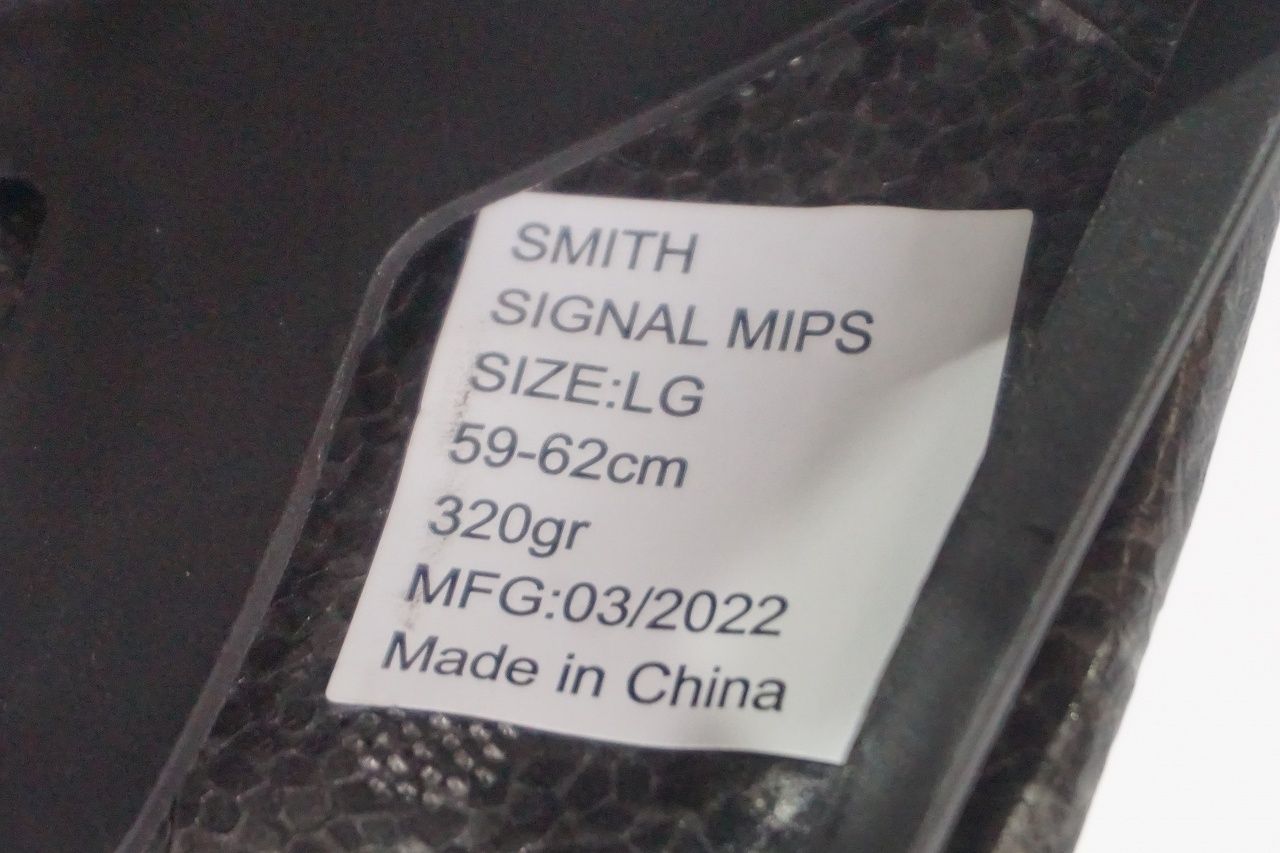 SMITH
SIGNAL MIPS
SIZE:LG
59-62cm
320gr
MFG:03/2022
Made in China